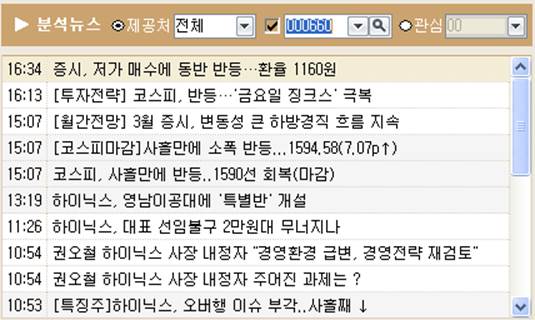 ▶ 분석뉴스 제공처 전체 000660 관심 00
16:34 증시, 저가 매수에 동반 반등…환율 1160원
16:13 [투자전략] 코스피, 반등…'금요일 징크스' 극복
15:07 [월간전망] 3월 증시, 변동성 큰 하방경직 흐름 지속
15:07 [코스피마감]사흘만에 소폭 반등...1594.58(7.07p↑)
15:07 코스피, 사흘만에 반등..1590선 회복(마감)
13:19 하이닉스, 영남이공대에 '특별반' 개설
11:26 하이닉스, 대표 선임불구 2만원대 무너지나
10:54 권오철 하이닉스 사장 내정자 "경영환경 급변, 경영전략 재검토"
10:54 권오철 하이닉스 사장 내정자 주어진 과제는 ?
10:53 [특징주]하이닉스, 오버행 이슈 부각..사흘째 ↓